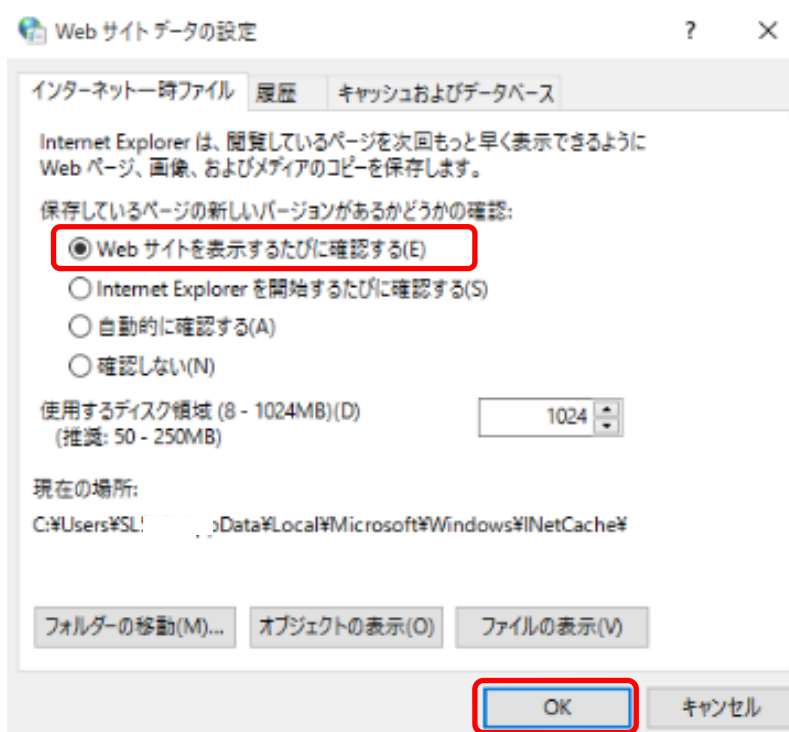 Web サイト データの設定 ? ×
インターネット一時ファイル 履歴 キャッシュおよびデータベース
Internet Explorer は、閲覧しているページを次回もっと早く表示できるように
Web ページ、画像、およびメディアのコピーを保存します。
保存しているページの新しいバージョンがあるかどうかの確認:
Web サイトを表示するたびに確認する(E)
Internet Explorer を開始するたびに確認する(S)
自動的に確認する(A)
確認しない(N)
使用するディスク領域 (8 - 1024MB)(D) 1024
(推奨: 50 - 250MB)
現在の場所:
C:¥Users¥SL Data¥Local¥Microsoft¥Windows¥INetCache¥
フォルダーの移動(M)... オブジェクトの表示(O) ファイルの表示(V)
OK キャンセル